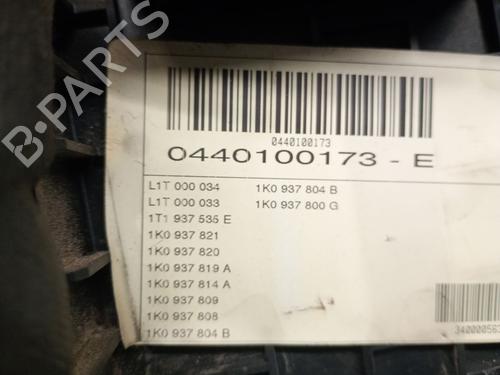 B-PARTS
0440100173
0440100173 - E
L1T 000 034 1K0 937 804 B
L1T 000 033 1K0 937 800 G
1T1 937 535 E
1K0 937 821
1K0 937 820
1K0 937 819 A
1K0 937 814 A
1K0 937 809
1K0 937 808
1K0 937 804 B